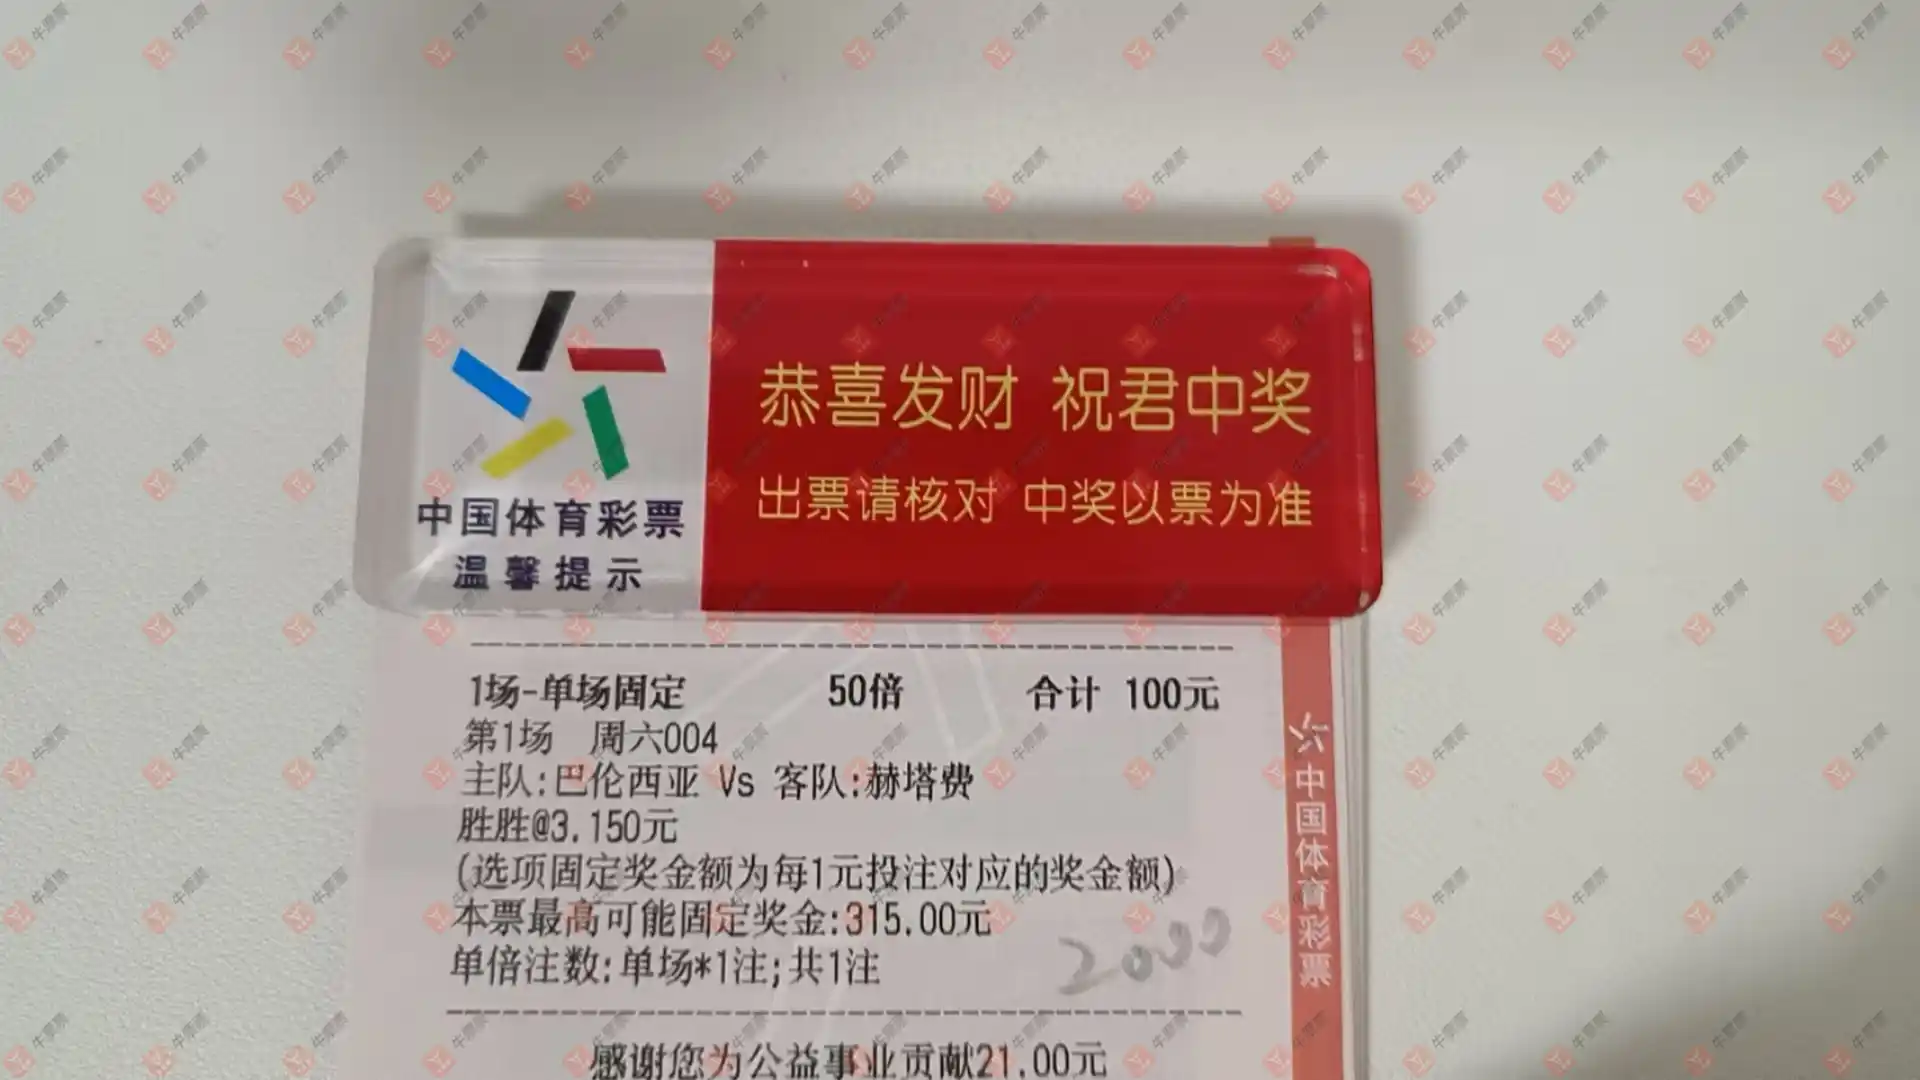 恭喜发财 祝君中奖
出票请核对 中奖以票为准
中国体育彩票
温馨提示
1场-单场固定 50倍 合计 100元
第1场 周六004
主队:巴伦西亚 Vs 客队:赫塔费
胜胜@3.150元
(选项固定奖金额为每1元投注对应的奖金额)
本票最高可能固定奖金:315.00元
单倍注数:单场*1注;共1注
2000
感谢您为公益事业贡献21.00元
中国体育彩票
牛票票